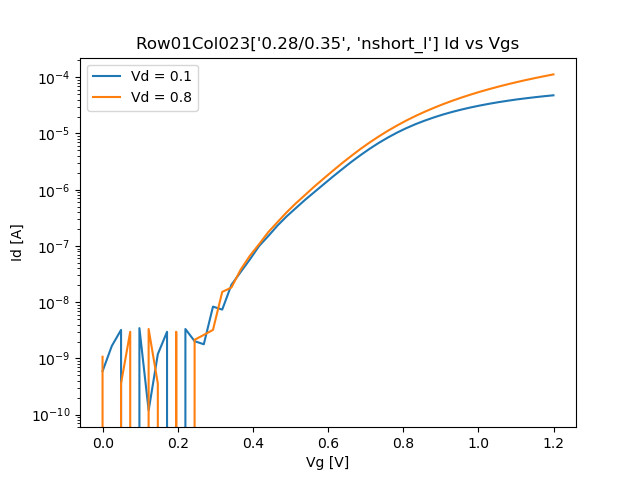 Row01Col023['0.28/0.35', 'nshort_l'] Id vs Vgs
Vd = 0.1
Vd = 0.8
10⁻⁴
10⁻⁵
10⁻⁶
10⁻⁷
10⁻⁸
10⁻⁹
10⁻¹⁰
Id [A]
0.0 0.2 0.4 0.6 0.8 1.0 1.2
Vg [V]